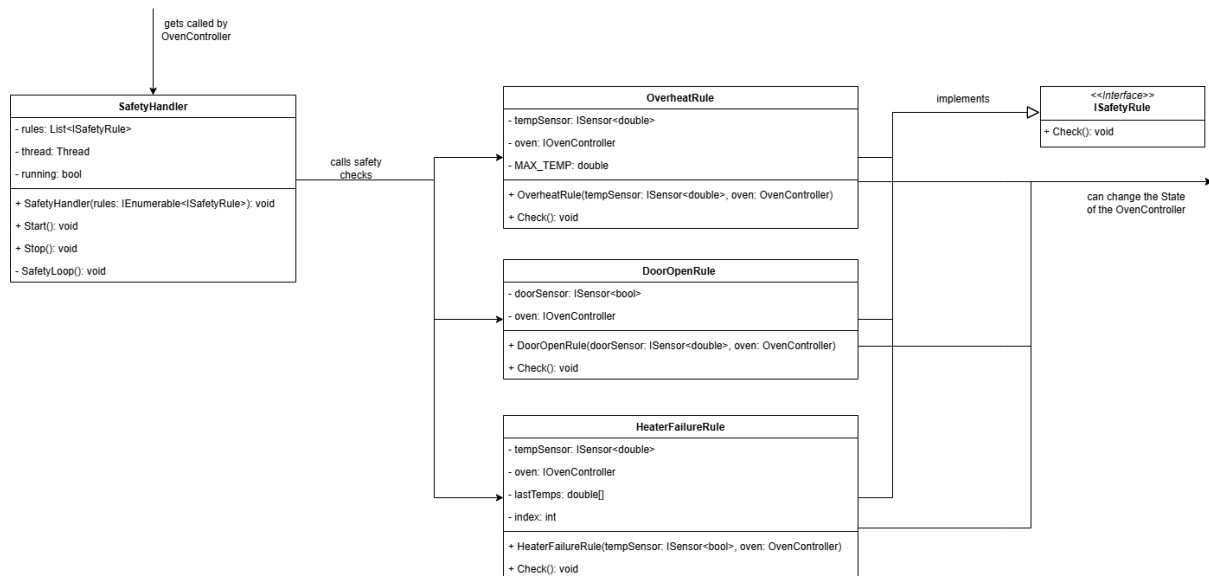 gets called by
OvenController
SafetyHandler
- rules: List<ISafetyRule>
- thread: Thread
- running: bool
+ SafetyHandler(rules: IEnumerable<ISafetyRule>): void
+ Start(): void
+ Stop(): void
- SafetyLoop(): void
calls safety
checks
OverheatRule
- tempSensor: ISensor<double>
- oven: IOvenController
- MAX_TEMP: double
+ OverheatRule(tempSensor: ISensor<double>, oven: OvenController)
+ Check(): void
DoorOpenRule
- doorSensor: ISensor<bool>
- oven: IOvenController
+ DoorOpenRule(doorSensor: ISensor<double>, oven: OvenController)
+ Check(): void
HeaterFailureRule
- tempSensor: ISensor<double>
- oven: IOvenController
- lastTemps: double[]
- index: int
+ HeaterFailureRule(tempSensor: ISensor<bool>, oven: OvenController)
+ Check(): void
implements
<<Interface>>
ISafetyRule
+ Check(): void
can change the State
of the OvenController